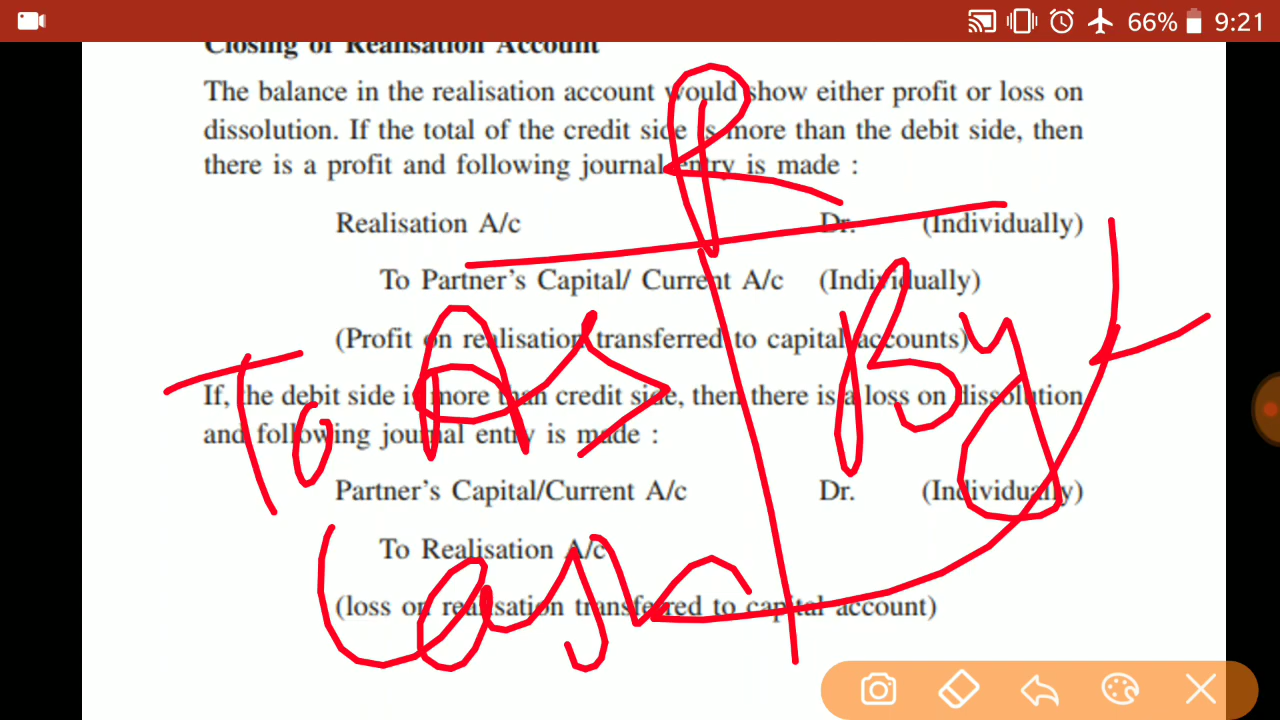 66% 9:21
Closing of Realisation Account
The balance in the realisation account would show either profit or loss on
dissolution. If the total of the credit side is more than the debit side, then
there is a profit and following journal entry is made :
Realisation A/c Dr. (Individually)
To Partner's Capital/ Current A/c (Individually)
(Profit on realisation transferred to capital accounts)
If, the debit side is more than credit side, then there is a loss on dissolution
and following journal entry is made :
Partner's Capital/Current A/c Dr. (Individually)
To Realisation A/c
(loss on realisation transferred to capital account)
R
To As By
Cash